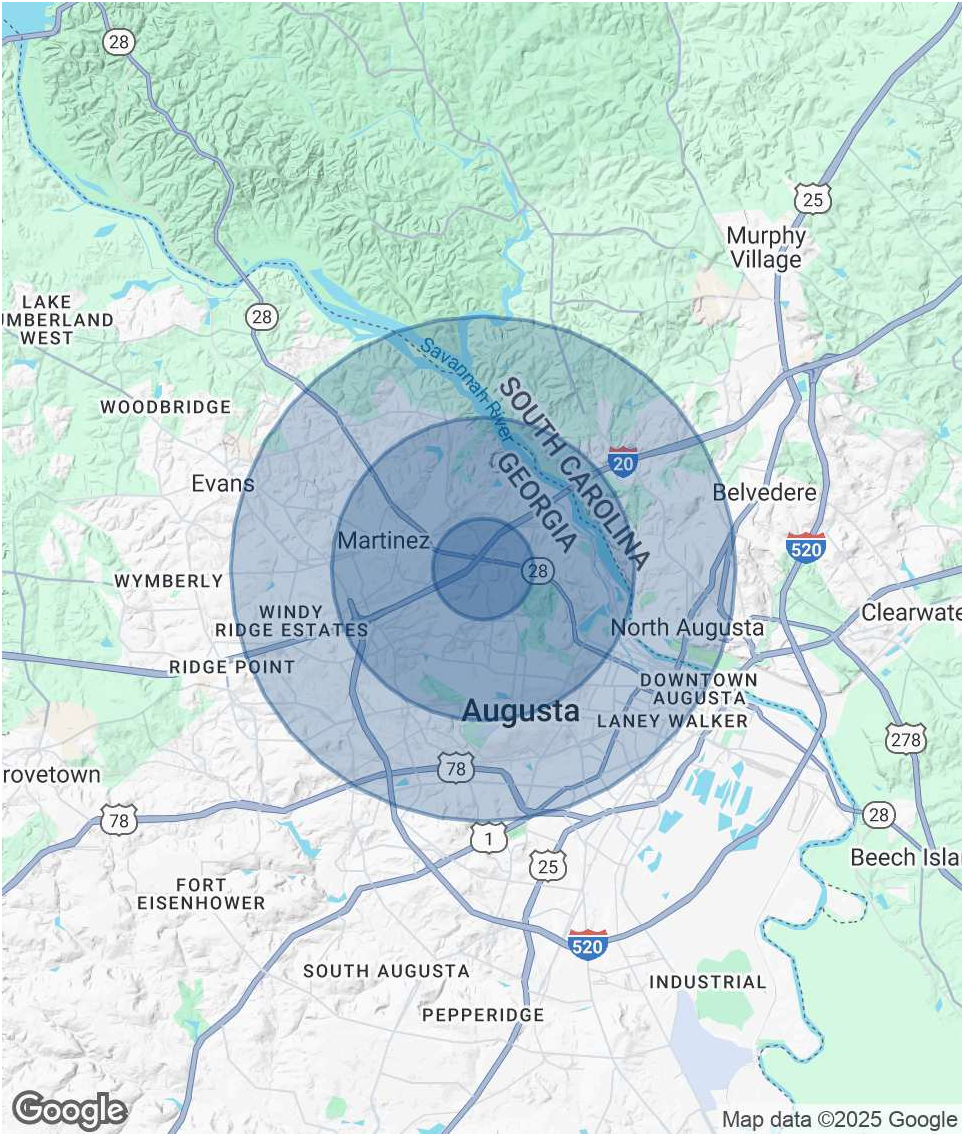 28
25
Murphy
Village
LAKE
UMBERLAND
WEST
28
Savannah River
SOUTH CAROLINA
GEORGIA
WOODBRIDGE
20
Evans
Belvedere
Martinez
520
28
WYMBERLY
WINDY
RIDGE ESTATES
Clearwate
North Augusta
RIDGE POINT
DOWNTOWN
AUGUSTA
Augusta
LANEY WALKER
278
78
rovetown
78
28
1
25
Beech Islar
FORT
EISENHOWER
520
SOUTH AUGUSTA
INDUSTRIAL
PEPPERIDGE
Google
Map data ©2025 Google